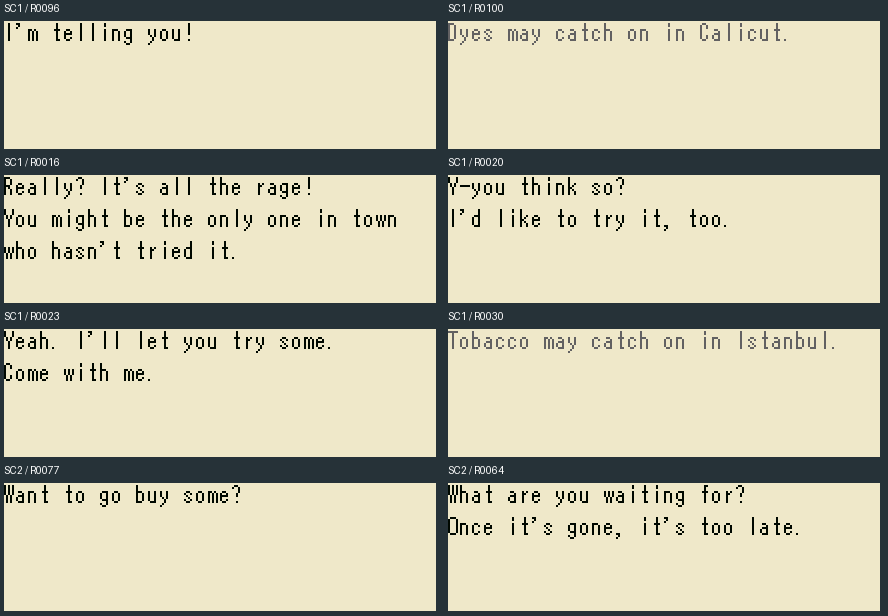 SC1/R0096
I'm telling you!
SC1/R0100
Dyes may catch on in Calicut.
SC1/R0016
Really? It's all the rage!
You might be the only one in town
who hasn't tried it.
SC1/R0020
Y-you think so?
I'd like to try it, too.
SC1/R0023
Yeah. I'll let you try some.
Come with me.
SC1/R0030
Tobacco may catch on in Istanbul.
SC2/R0077
Want to go buy some?
SC2/R0064
What are you waiting for?
Once it's gone, it's too late.